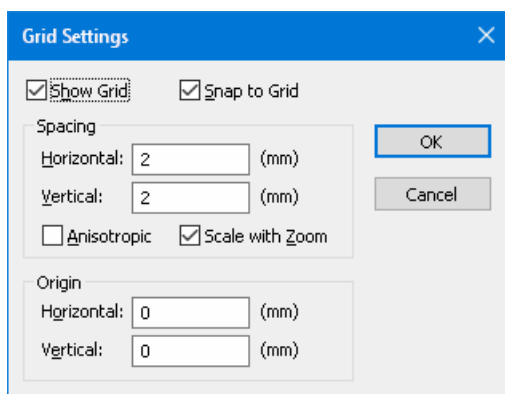 Grid Settings
Show Grid Snap to Grid
Spacing
Horizontal: 2 (mm)
Vertical: 2 (mm)
Anisotropic Scale with Zoom
OK
Cancel
Origin
Horizontal: 0 (mm)
Vertical: 0 (mm)